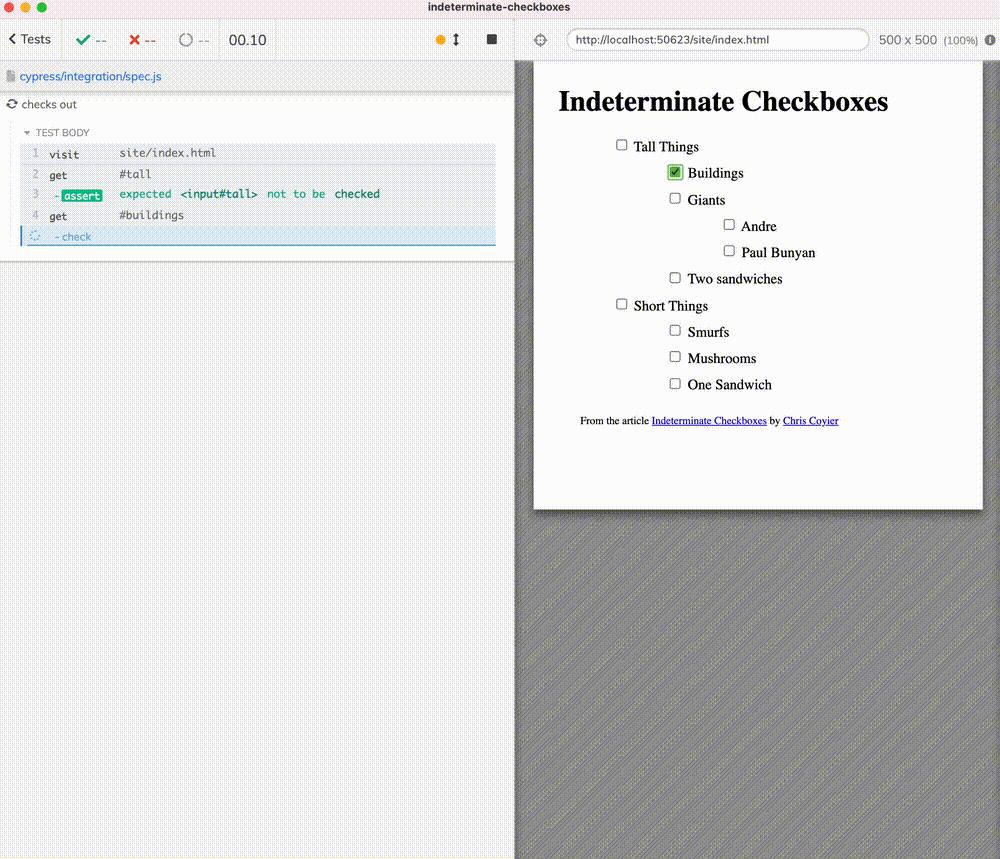 indeterminate-checkboxes
Tests -- -- -- 00.10
http://localhost:50623/site/index.html 500 x 500 (100%)
cypress/integration/spec.js
checks out
TEST BODY
1 visit site/index.html
2 get #tall
3 -assert expected <input#tall> not to be checked
4 get #buildings
-check
Indeterminate Checkboxes
Tall Things
Buildings
Giants
Andre
Paul Bunyan
Two sandwiches
Short Things
Smurfs
Mushrooms
One Sandwich
From the article Indeterminate Checkboxes by Chris Coyier